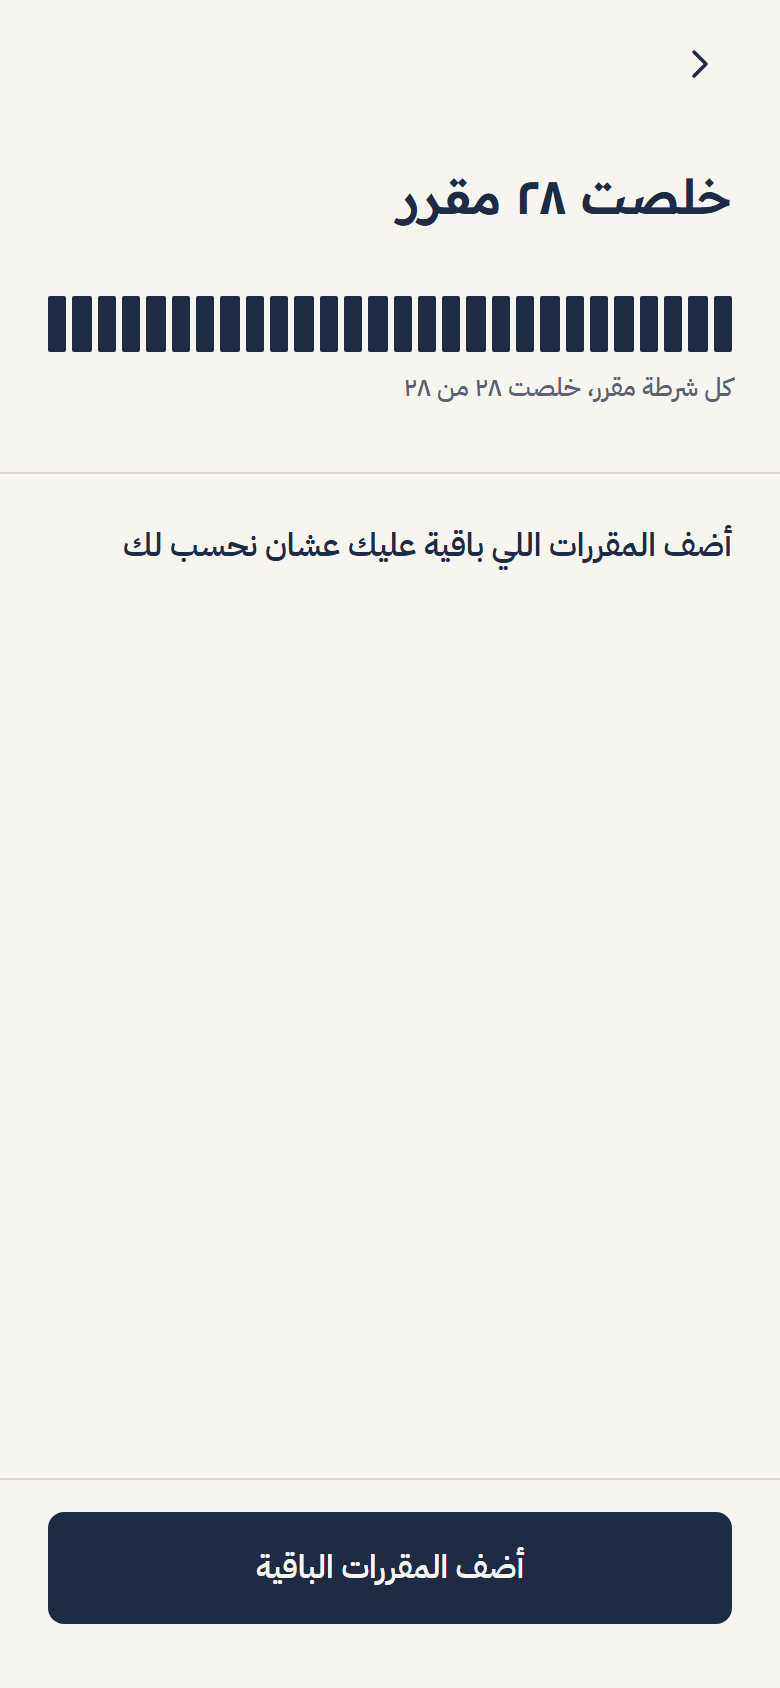 خلصت ٢٨ مقرر
كل شرطة مقرر، خلصت ٢٨ من ٢٨
أضف المقررات اللي باقية عليك عشان نحسب لك
أضف المقررات الباقية